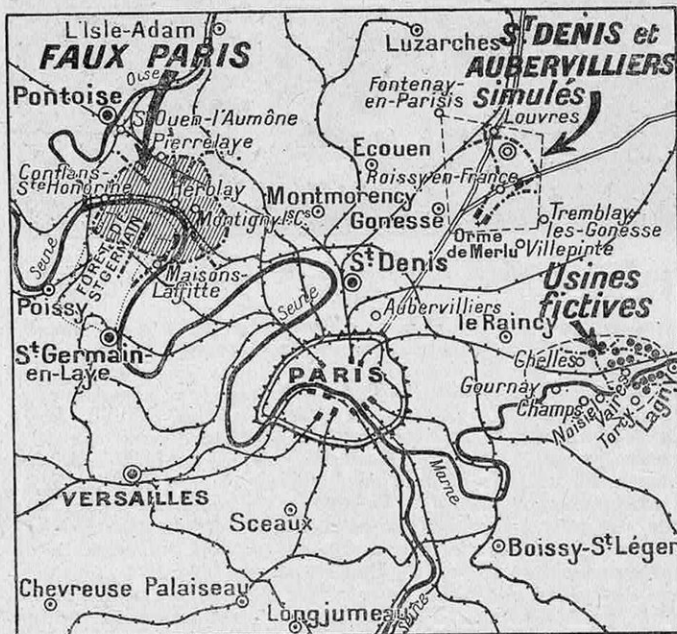 L'Isle-Adam
FAUX PARIS
Luzarches
St DENIS et
AUBERVILLIERS
simulés
Oise
Pontoise
St Ouen-l'Aumône
Pierrelaye
Fontenay-
en-Parisis
Louvres
Ecouen
Roissy-en-France
Conflans-
Ste Honorine
Herblay
Montigny-
Montmorency
Gonesse
Orme
de Merlu
Tremblay-
les-Gonesse
Villepinte
Seine
FORET DE
ST GERMAIN
Maisons-
Laffitte
St Denis
Usines
fictives
Poissy
Seine
Aubervilliers
le Raincy
St Germain-
en-Laye
PARIS
Chelles
Gournay
Champs
Noisiel
Vaires
Torcy
Lagny
Marne
VERSAILLES
Sceaux
Boissy-St Léger
Chevreuse
Palaiseau
Longjumeau
Seine